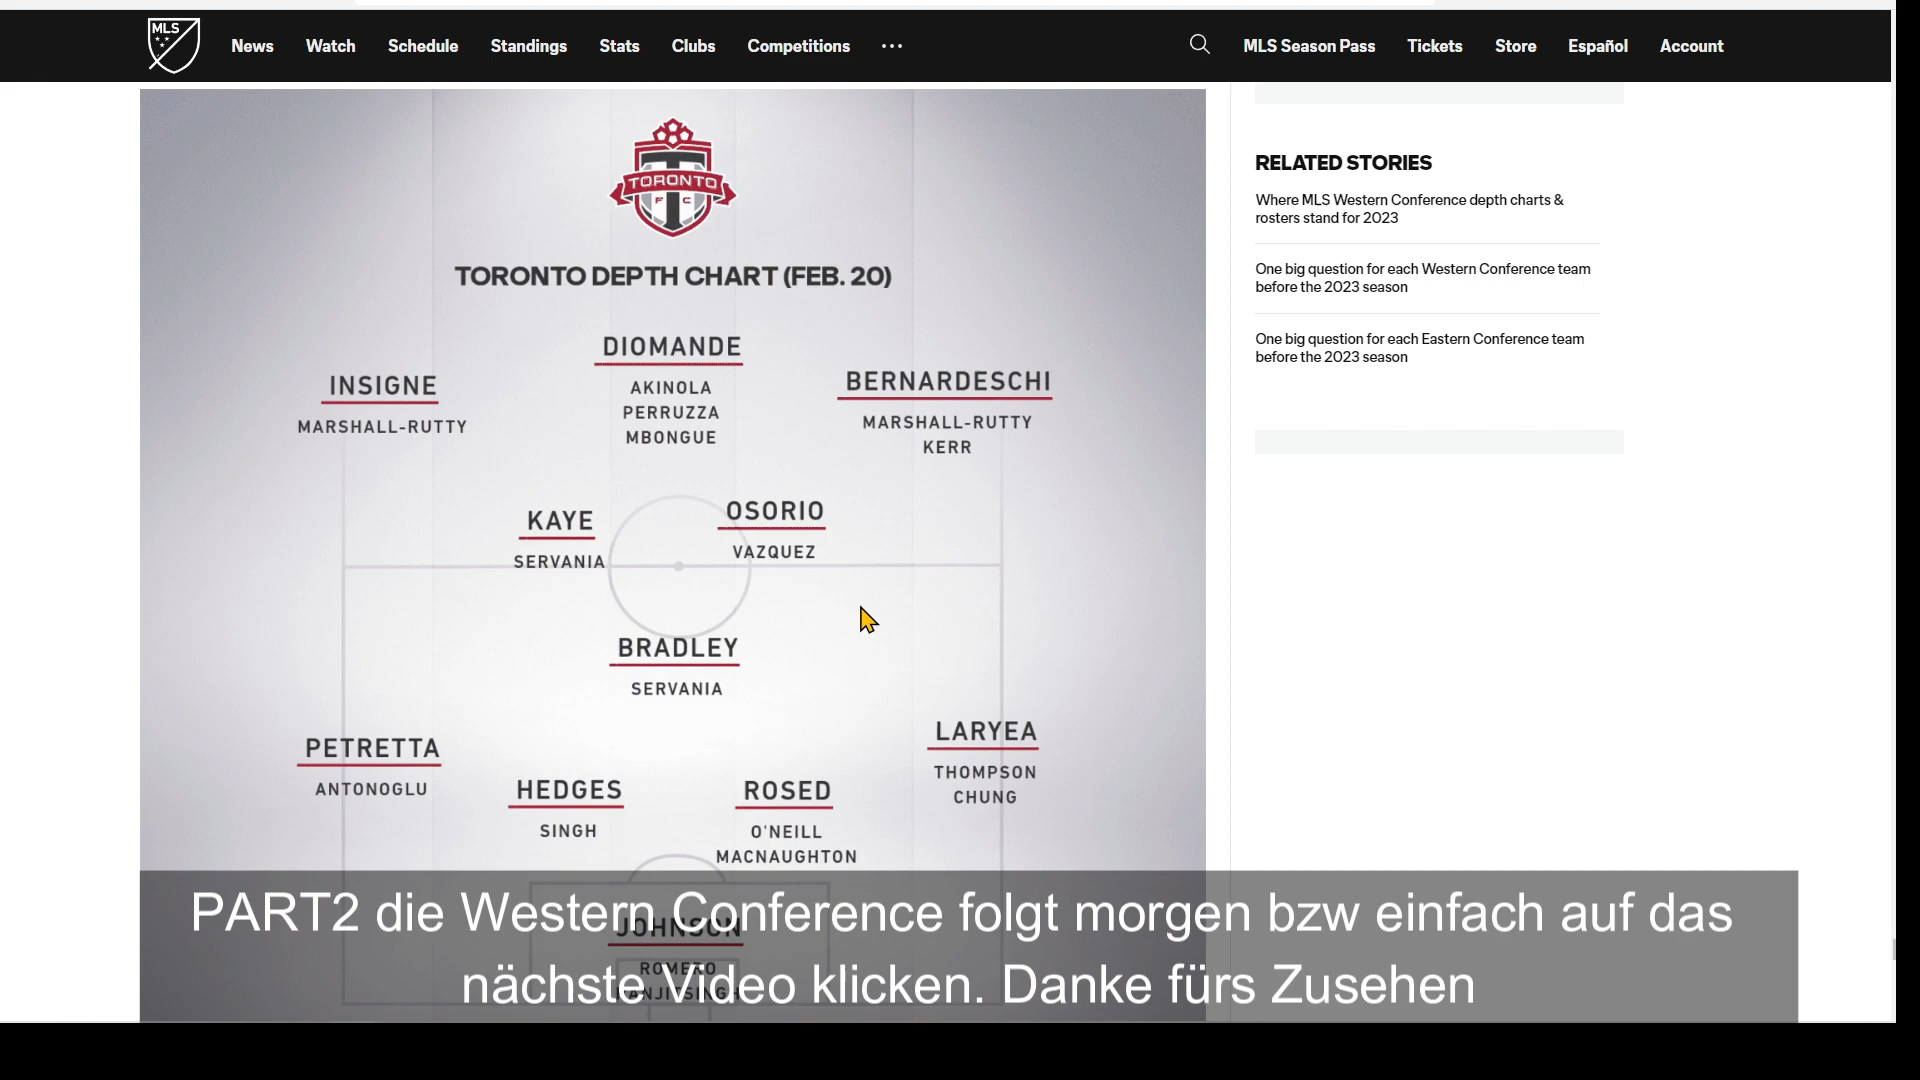 MLS
News Watch Schedule Standings Stats Clubs Competitions ... MLS Season Pass Tickets Store Español Account
TORONTO
F C
TORONTO DEPTH CHART (FEB. 20)
DIOMANDE
AKINOLA
PERRUZZA
MBONGUE
INSIGNE
MARSHALL-RUTTY
BERNARDESCHI
MARSHALL-RUTTY
KERR
KAYE
SERVANIA
OSORIO
VAZQUEZ
BRADLEY
SERVANIA
PETRETTA
ANTONOGLU
HEDGES
SINGH
ROSED
O'NEILL
MACNAUGHTON
LARYEA
THOMPSON
CHUNG
JOHNSON
ROMERO
RANJITSINGH
RELATED STORIES
Where MLS Western Conference depth charts &
rosters stand for 2023
One big question for each Western Conference team
before the 2023 season
One big question for each Eastern Conference team
before the 2023 season
PART2 die Western Conference folgt morgen bzw einfach auf das
nächste Video klicken. Danke fürs Zusehen